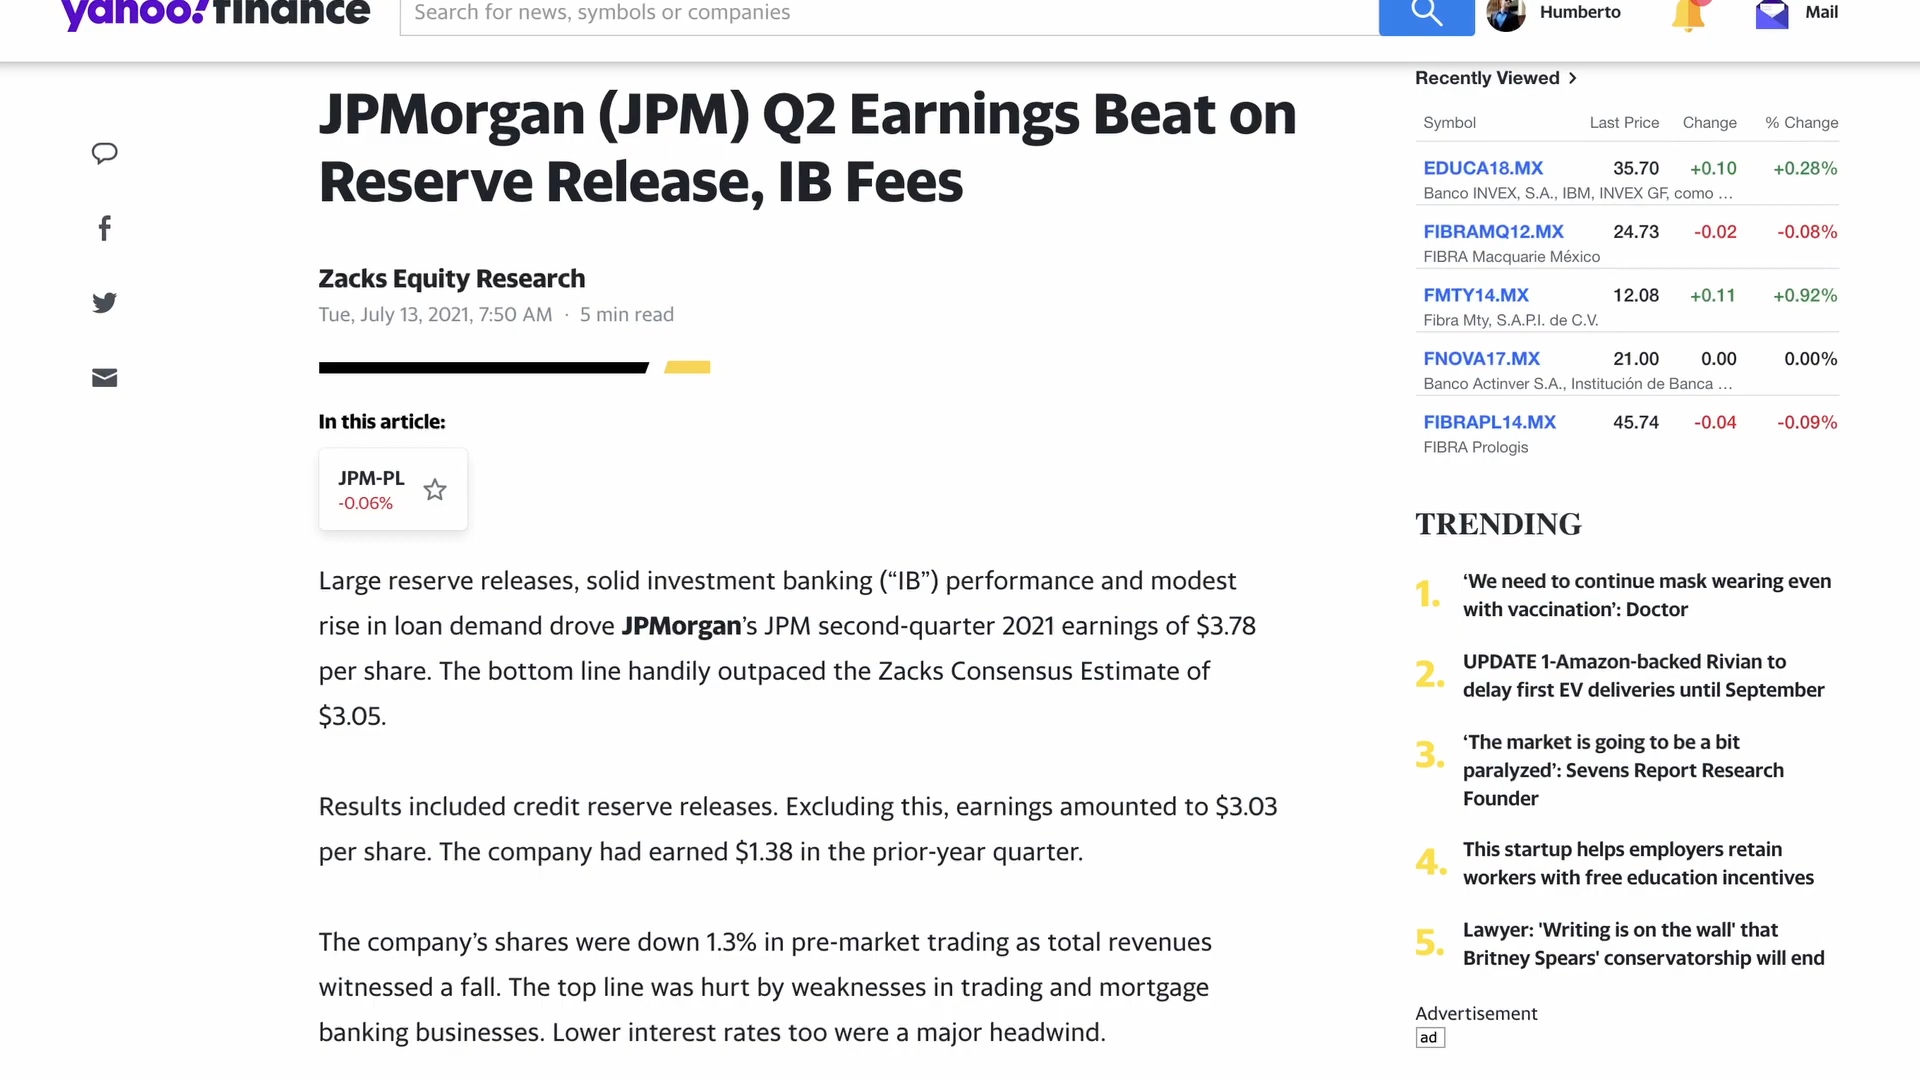 yahoo!finance
Search for news, symbols or companies
Humberto
Mail
JPMorgan (JPM) Q2 Earnings Beat on
Reserve Release, IB Fees
Zacks Equity Research
Tue, July 13, 2021, 7:50 AM · 5 min read
In this article:
JPM-PL
-0.06%
Large reserve releases, solid investment banking (“IB”) performance and modest
rise in loan demand drove JPMorgan’s JPM second-quarter 2021 earnings of $3.78
per share. The bottom line handily outpaced the Zacks Consensus Estimate of
$3.05.
Results included credit reserve releases. Excluding this, earnings amounted to $3.03
per share. The company had earned $1.38 in the prior-year quarter.
The company’s shares were down 1.3% in pre-market trading as total revenues
witnessed a fall. The top line was hurt by weaknesses in trading and mortgage
banking businesses. Lower interest rates too were a major headwind.
Recently Viewed
Symbol Last Price Change % Change
EDUCA18.MX 35.70 +0.10 +0.28%
Banco INVEX, S.A., IBM, INVEX GF, como …
FIBRAMQ12.MX 24.73 -0.02 -0.08%
FIBRA Macquarie México
FMTY14.MX 12.08 +0.11 +0.92%
Fibra Mty, S.A.P.I. de C.V.
FNOVA17.MX 21.00 0.00 0.00%
Banco Actinver S.A., Institución de Banca …
FIBRAPL14.MX 45.74 -0.04 -0.09%
FIBRA Prologis
TRENDING
1. ‘We need to continue mask wearing even
with vaccination’: Doctor
2. UPDATE 1-Amazon-backed Rivian to
delay first EV deliveries until September
3. ‘The market is going to be a bit
paralyzed’: Sevens Report Research
Founder
4. This startup helps employers retain
workers with free education incentives
5. Lawyer: 'Writing is on the wall' that
Britney Spears' conservatorship will end
Advertisement
ad